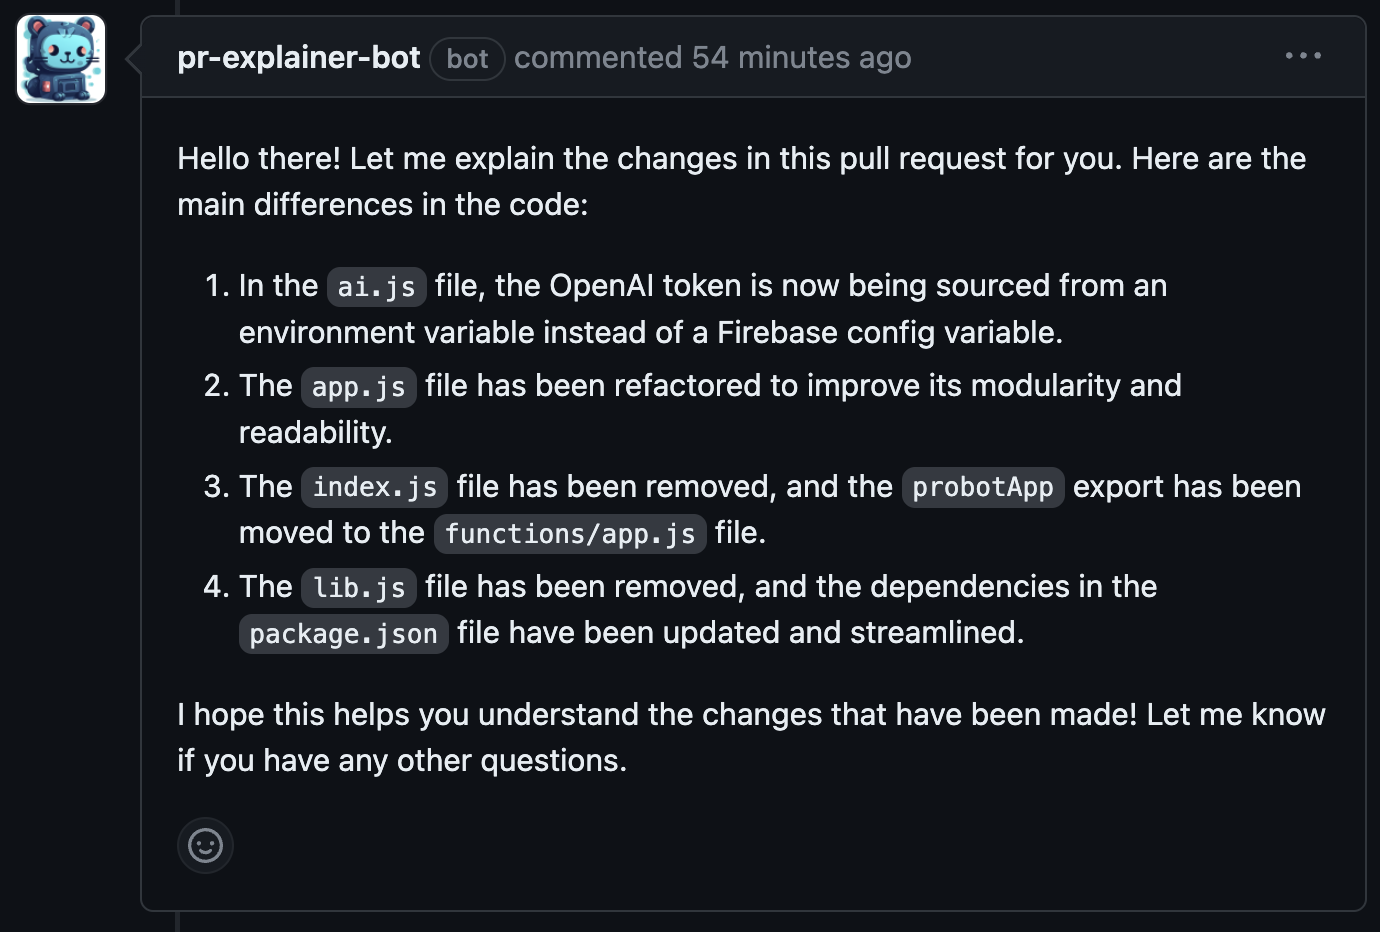 pr-explainer-bot bot commented 54 minutes ago
Hello there! Let me explain the changes in this pull request for you. Here are the
main differences in the code:
1. In the ai.js file, the OpenAI token is now being sourced from an
environment variable instead of a Firebase config variable.
2. The app.js file has been refactored to improve its modularity and
readability.
3. The index.js file has been removed, and the probotApp export has been
moved to the functions/app.js file.
4. The lib.js file has been removed, and the dependencies in the
package.json file have been updated and streamlined.
I hope this helps you understand the changes that have been made! Let me know
if you have any other questions.